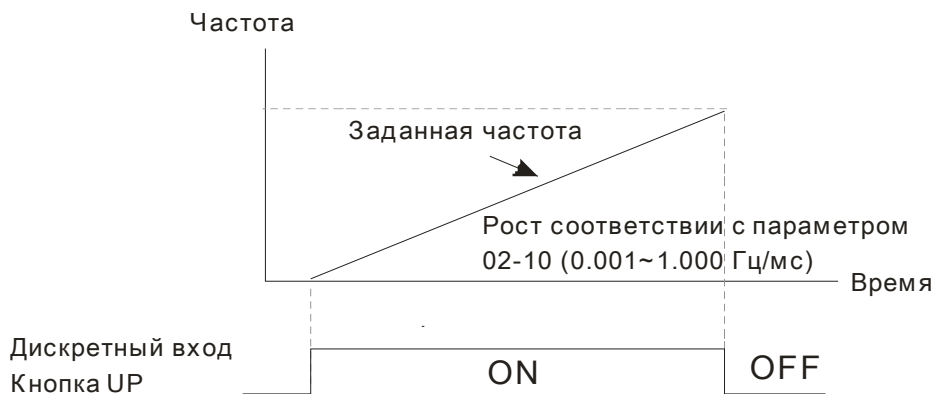 Частота
Заданная частота
Рост соответствии с параметром
02-10 (0.001~1.000 Гц/мс)
Время
Дискретный вход
Кнопка UP
ON
OFF